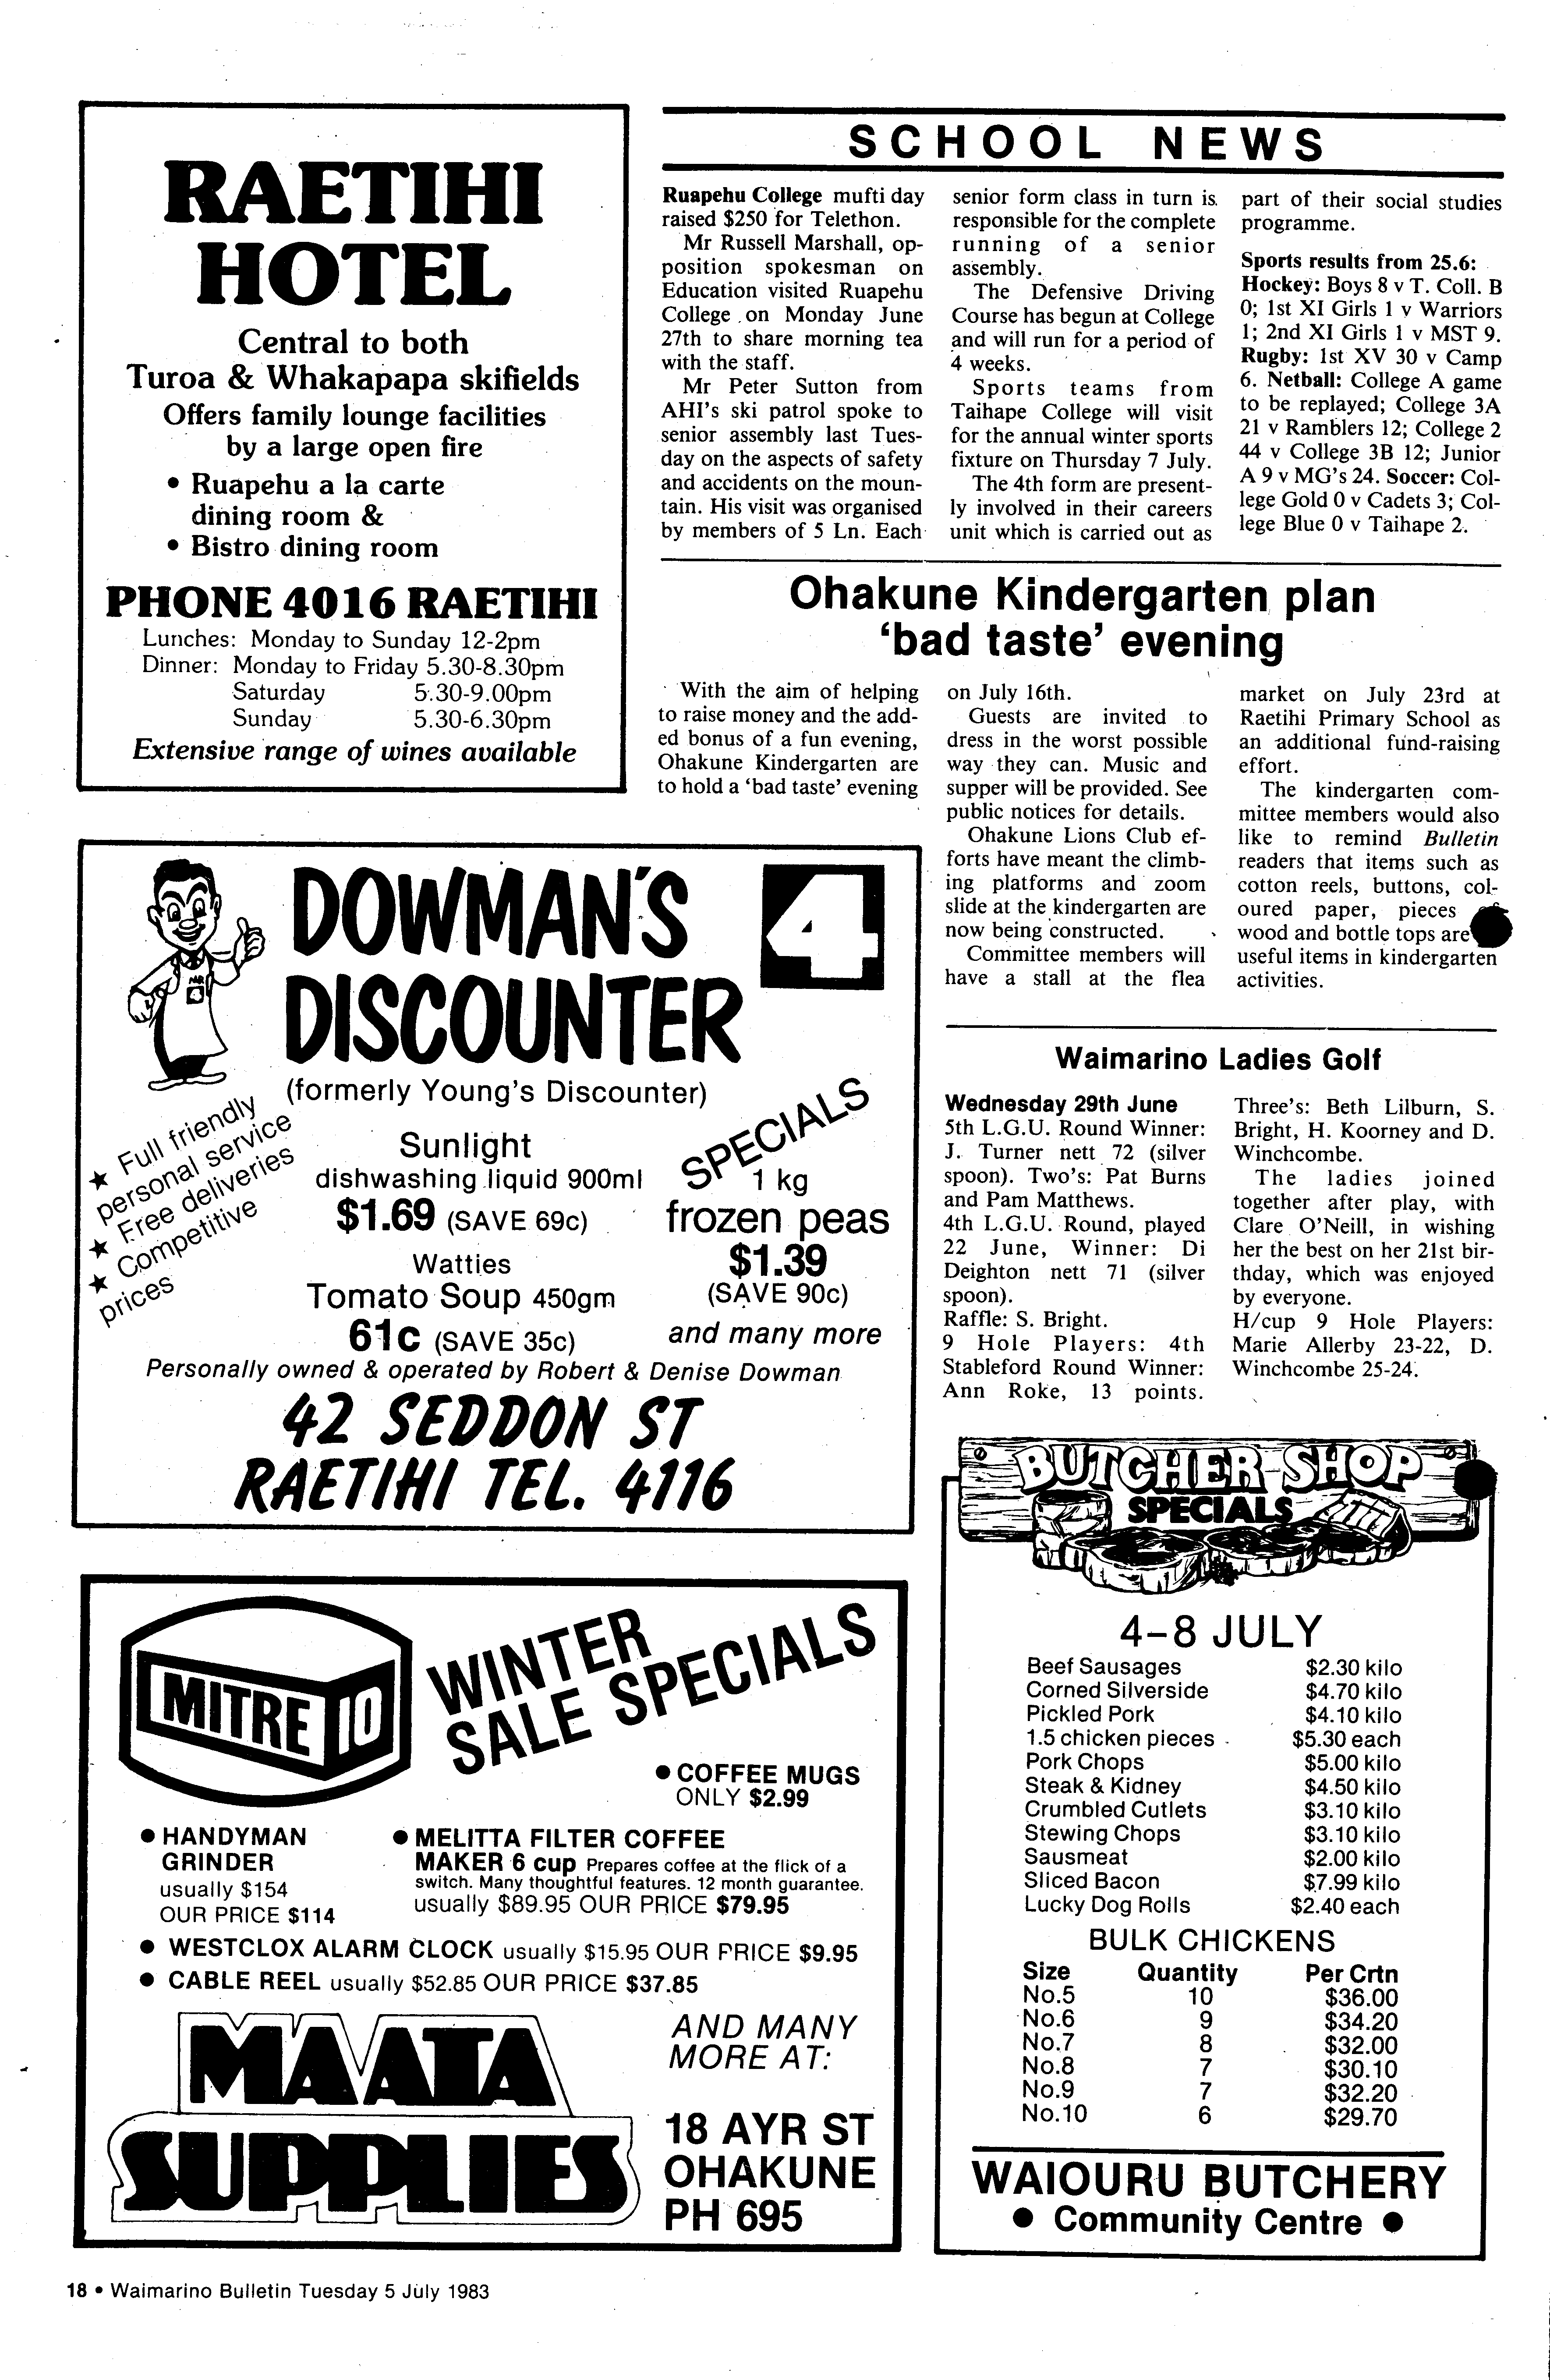 RAETIHI
HOTEL
Central to both
Turoa & Whakapapa skifields
Offers family lounge facilities
by a large open fire
• Ruapehu a la carte
dining room &
• Bistro dining room
PHONE 4016 RAETIHI
Lunches: Monday to Sunday 12-2pm
Dinner: Monday to Friday 5.30-8.30pm
Saturday 5.30-9.00pm
Sunday 5.30-6.30pm
Extensive range of wines available
SCHOOL NEWS
Ruapehu College mufti day
raised $250 for Telethon.
Mr Russell Marshall, op-
position spokesman on
Education visited Ruapehu
College on Monday June
27th to share morning tea
with the staff.
Mr Peter Sutton from
AHI's ski patrol spoke to
senior assembly last Tues-
day on the aspects of safety
and accidents on the moun-
tain. His visit was organised
by members of 5 Ln. Each
senior form class in turn is
responsible for the complete
running of a senior
assembly.
The Defensive Driving
Course has begun at College
and will run for a period of
4 weeks.
Sports teams from
Taihape College will visit
for the annual winter sports
fixture on Thursday 7 July.
The 4th form are present-
ly involved in their careers
unit which is carried out as
part of their social studies
programme.
Sports results from 25.6:
Hockey: Boys 8 v T. Coll. B
0; 1st XI Girls 1 v Warriors
1; 2nd XI Girls 1 v MST 9.
Rugby: 1st XV 30 v Camp
6. Netball: College A game
to be replayed; College 3A
21 v Ramblers 12; College 2
44 v College 3B 12; Junior
A 9 v MG's 24. Soccer: Col-
lege Gold 0 v Cadets 3; Col-
lege Blue 0 v Taihape 2.
Ohakune Kindergarten plan
'bad taste' evening
With the aim of helping
to raise money and the add-
ed bonus of a fun evening,
Ohakune Kindergarten are
to hold a 'bad taste' evening
on July 16th.
Guests are invited to
dress in the worst possible
way they can. Music and
supper will be provided. See
public notices for details.
Ohakune Lions Club ef-
forts have meant the climb-
ing platforms and zoom
slide at the kindergarten are
now being constructed.
Committee members will
have a stall at the flea
market on July 23rd at
Raetihi Primary School as
an additional fund-raising
effort.
The kindergarten com-
mittee members would also
like to remind Bulletin
readers that items such as
cotton reels, buttons, col-
oured paper, pieces
wood and bottle tops are
useful items in kindergarten
activities.
DOWMAN'S 4
DISCOUNTER
(formerly Young's Discounter)
★ Full friendly
personal service
★ Free deliveries
★ Competitive
prices
Sunlight
dishwashing liquid 900ml
$1.69 (SAVE 69c)
Watties
Tomato Soup 450gm
61c (SAVE 35c)
SPECIALS
1 kg
frozen peas
$1.39
(SAVE 90c)
and many more
Personally owned & operated by Robert & Denise Dowman
42 SEDDON ST
RAETIHI TEL. 4116
Waimarino Ladies Golf
Wednesday 29th June
5th L.G.U. Round Winner:
J. Turner nett 72 (silver
spoon). Two's: Pat Burns
and Pam Matthews.
4th L.G.U. Round, played
22 June, Winner: Di
Deighton nett 71 (silver
spoon).
Raffle: S. Bright.
9 Hole Players: 4th
Stableford Round Winner:
Ann Roke, 13 points.
Three's: Beth Lilburn, S.
Bright, H. Koorney and D.
Winchcombe.
The ladies joined
together after play, with
Clare O'Neill, in wishing
her the best on her 21st bir-
thday, which was enjoyed
by everyone.
H/cup 9 Hole Players:
Marie Allerby 23-22, D.
Winchcombe 25-24.
MITRE 10
WINTER
SALE SPECIALS
• COFFEE MUGS
ONLY $2.99
• HANDYMAN
GRINDER
usually $154
OUR PRICE $114
• MELITTA FILTER COFFEE
MAKER 6 cup Prepares coffee at the flick of a
switch. Many thoughtful features. 12 month guarantee.
usually $89.95 OUR PRICE $79.95
• WESTCLOX ALARM CLOCK usually $15.95 OUR PRICE $9.95
• CABLE REEL usually $52.85 OUR PRICE $37.85
MAATA
SUPPLIES
AND MANY
MORE AT:
18 AYR ST
OHAKUNE
PH 695
BUTCHER SHOP
SPECIALS
4–8 JULY
Beef Sausages $2.30 kilo
Corned Silverside $4.70 kilo
Pickled Pork $4.10 kilo
1.5 chicken pieces $5.30 each
Pork Chops $5.00 kilo
Steak & Kidney $4.50 kilo
Crumbled Cutlets $3.10 kilo
Stewing Chops $3.10 kilo
Sausmeat $2.00 kilo
Sliced Bacon $7.99 kilo
Lucky Dog Rolls $2.40 each
BULK CHICKENS
Size Quantity Per Crtn
No.5 10 $36.00
No.6 9 $34.20
No.7 8 $32.00
No.8 7 $30.10
No.9 7 $32.20
No.10 6 $29.70
WAIOURU BUTCHERY
• Community Centre •
18 • Waimarino Bulletin Tuesday 5 July 1983